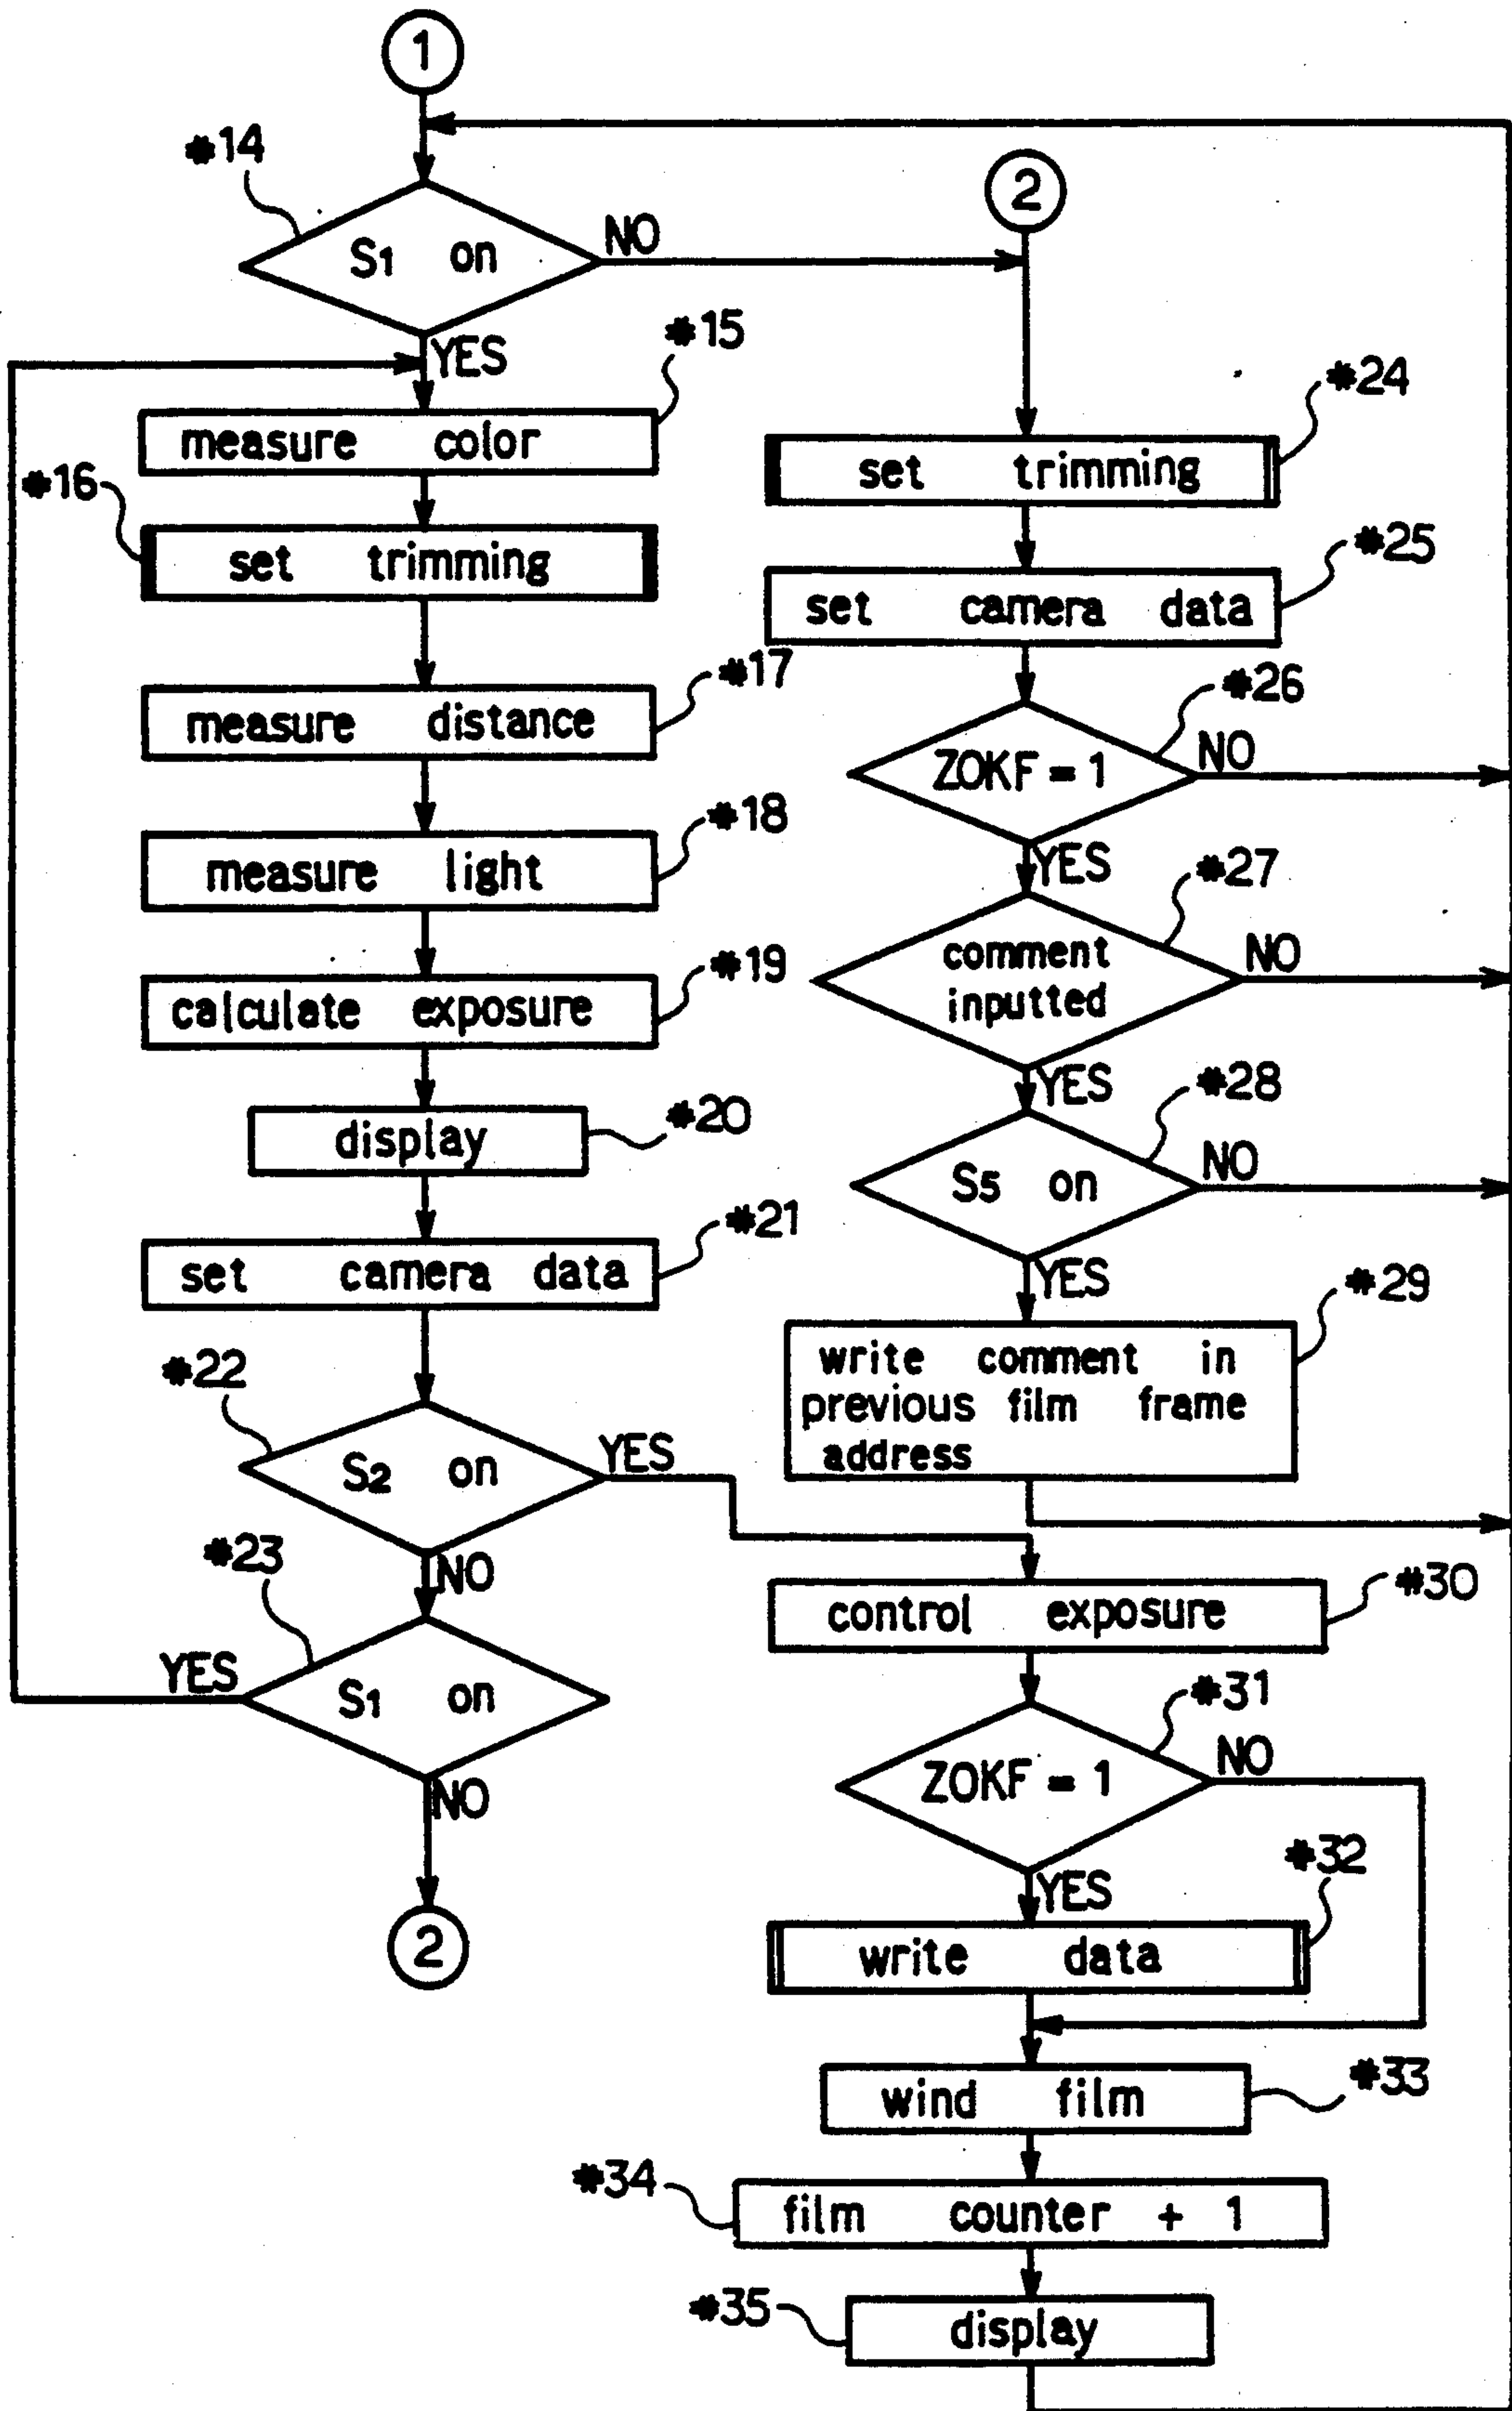 1
*14
S1 on
NO
YES
*15
measure color
*16
set trimming
*17
measure distance
*18
measure light
*19
calculate exposure
*20
display
*21
set camera data
*22
S2 on
YES
NO
*23
S1 on
YES
NO
2
2
*24
set trimming
*25
set camera data
*26
ZOKF = 1
NO
YES
*27
comment
inputted
NO
YES
*28
S5 on
NO
YES
*29
write comment in
previous film frame
address
*30
control exposure
*31
ZOKF = 1
NO
YES
*32
write data
*33
wind film
*34
film counter + 1
*35
display